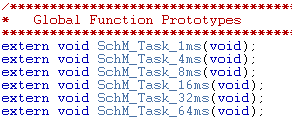 /***********************************
*   Global Function Prototypes
************************************
extern void SchM_Task_1ms(void);
extern void SchM_Task_4ms(void);
extern void SchM_Task_8ms(void);
extern void SchM_Task_16ms(void);
extern void SchM_Task_32ms(void);
extern void SchM_Task_64ms(void);